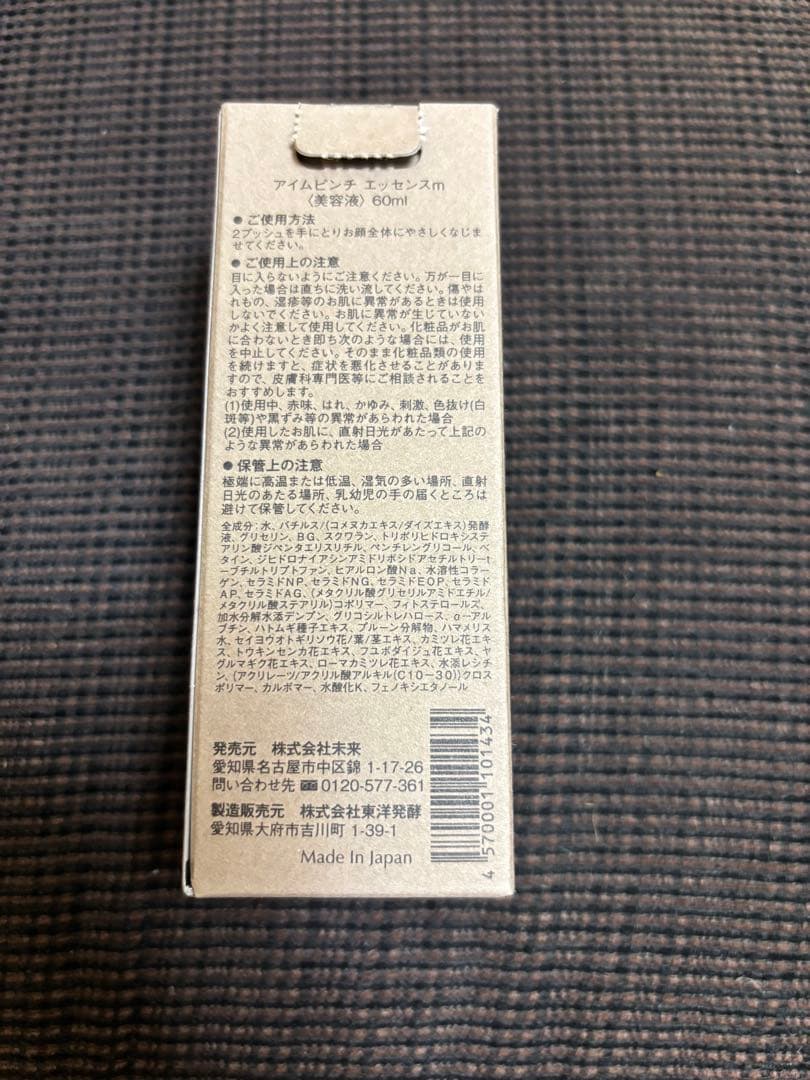 アイムピンチ エッセンスm
〈美容液〉60ml
● ご使用方法
2プッシュを手にとりお顔全体にやさしくなじま
せてください。
● ご使用上の注意
目に入らないようにご注意ください。万が一目に
入った場合は直ちに洗い流してください。傷やは
れもの、湿疹等のお肌に異常があるときは使用
しないでください。お肌に異常が生じていない
かよく注意して使用してください。化粧品がお肌
に合わないとき即ち次のような場合には、使用
を中止してください。そのまま化粧品類の使用
を続けますと、症状を悪化させることがありま
すので、皮膚科専門医等にご相談されることを
おすすめします。
(1)使用中、赤味、はれ、かゆみ、刺激、色抜け(白
斑等)や黒ずみ等の異常があらわれた場合
(2)使用したお肌に、直射日光があたって上記の
ような異常があらわれた場合
● 保管上の注意
極端に高温または低温、湿気の多い場所、直射
日光のあたる場所、乳幼児の手の届くところは
避けて保管してください。
全成分：水、バチルス/(コメヌカエキス/ダイズエキス)発酵
液、グリセリン、BG、スクワラン、トリポリヒドロキシステ
アリン酸ジペンタエリスリチル、ペンチレングリコール、ベ
タイン、ジヒドロナイアシンアミドリボシドアセチルトリーt
ーブチルトリプトファン、ヒアルロン酸Na、水溶性コラー
ゲン、セラミドNP、セラミドNG、セラミドEOP、セラミド
AP、セラミドAG、(メタクリル酸グリセリルアミドエチル/
メタクリル酸ステアリル)コポリマー、フィトステロールズ、
加水分解水添デンプン、グリコシルトレハロース、α-アル
ブチン、ハトムギ種子エキス、プルーン分解物、ハマメリス
水、セイヨウオトギリソウ花/葉/茎エキス、カミツレ花エキ
ス、トウキンセンカ花エキス、フユボダイジュ花エキス、ヤ
グルマギク花エキス、ローマカミツレ花エキス、水添レシチ
ン、(アクリレーツ/アクリル酸アルキル(C10-30))クロス
ポリマー、カルボマー、水酸化K、フェノキシエタノール
発売元 株式会社未来
愛知県名古屋市中区錦 1-17-26
問い合わせ先 0120-577-361
製造販売元 株式会社東洋発酵
愛知県大府市吉川町 1-39-1
Made In Japan
4 570001 101434